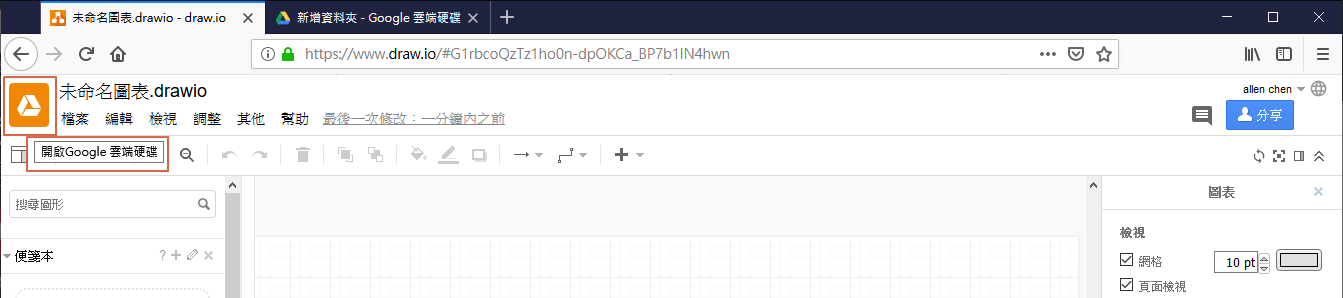 未命名圖表.drawio - draw.io
新增資料夾 - Google 雲端硬碟
https://www.draw.io/#G1rbcoQzTz1ho0n-dpOKCa_BP7b1IN4hwn
未命名圖表.drawio
allen chen
檔案 編輯 檢視 調整 其他 幫助 最後一次修改：一分鐘内之前
分享
開啟Google 雲端硬碟
搜尋圖形
圖表
便箋本
?
檢視
網格 10 pt
頁面檢視